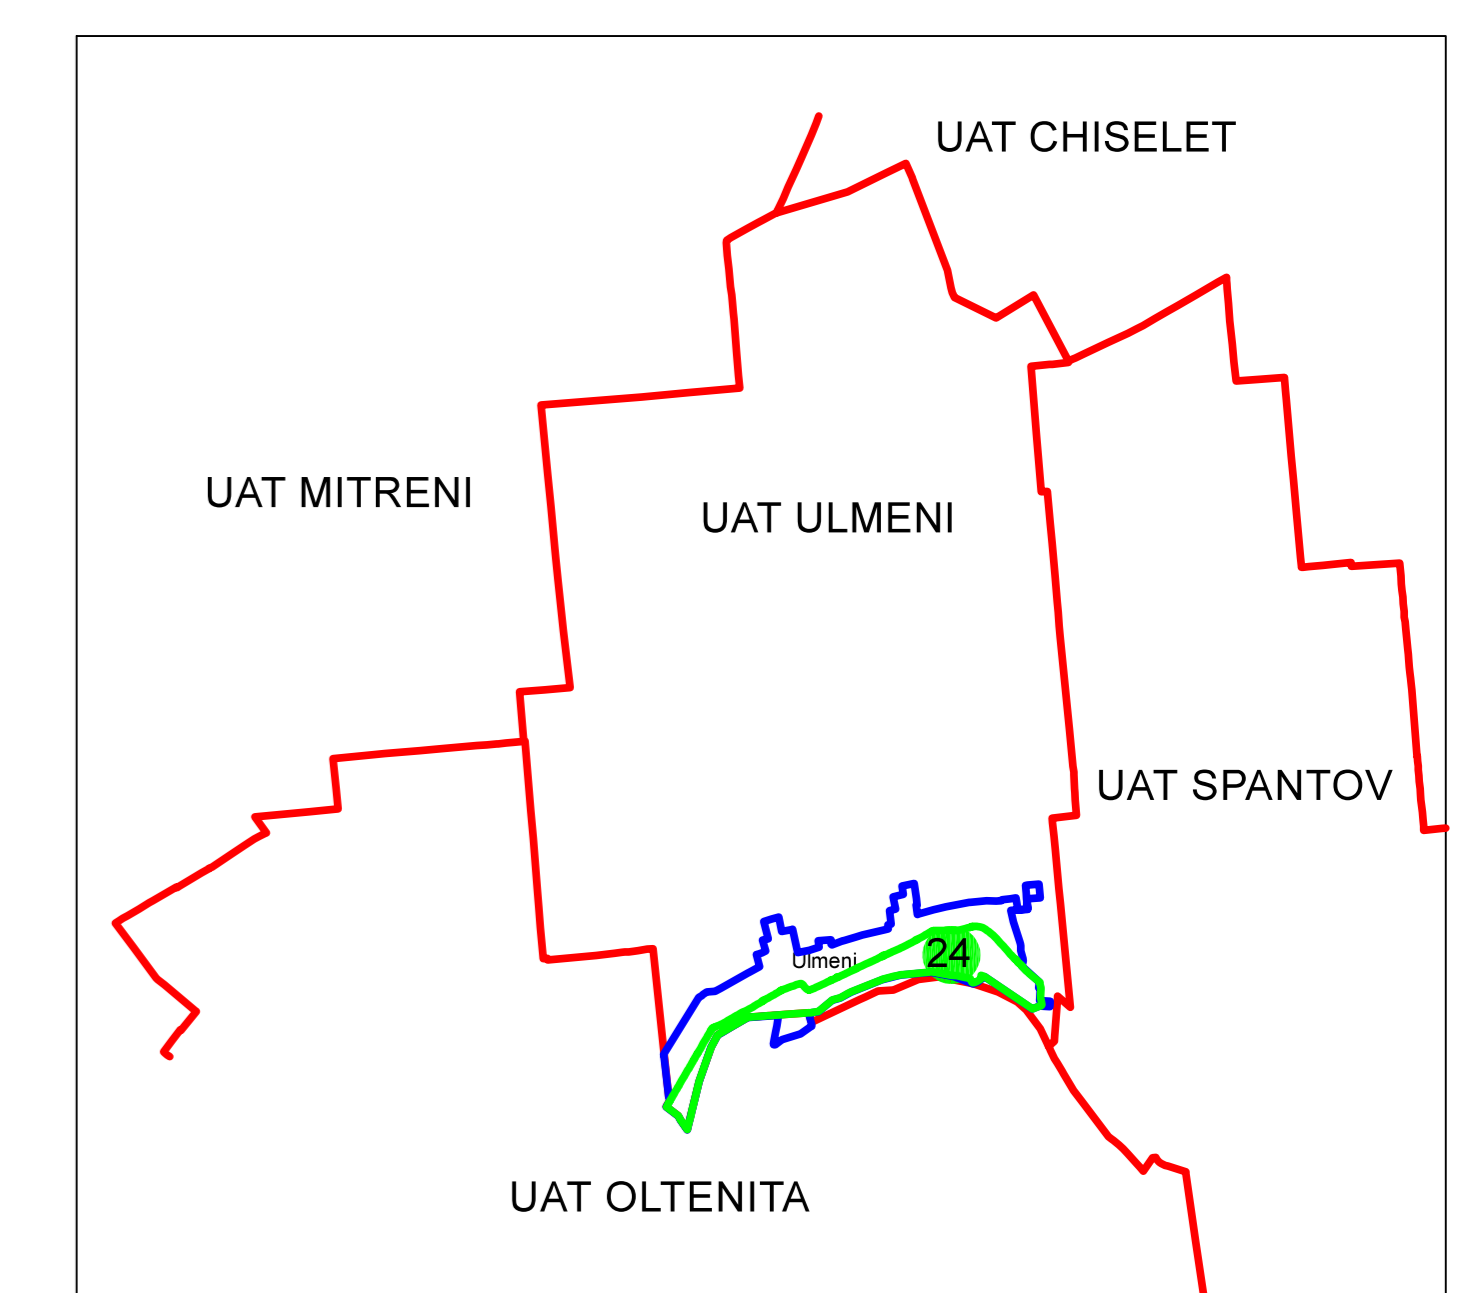 UAT CHISELET
UAT MITRENI
UAT ULMENI
UAT SPANTOV
24
Ulmeni
UAT OLTENITA